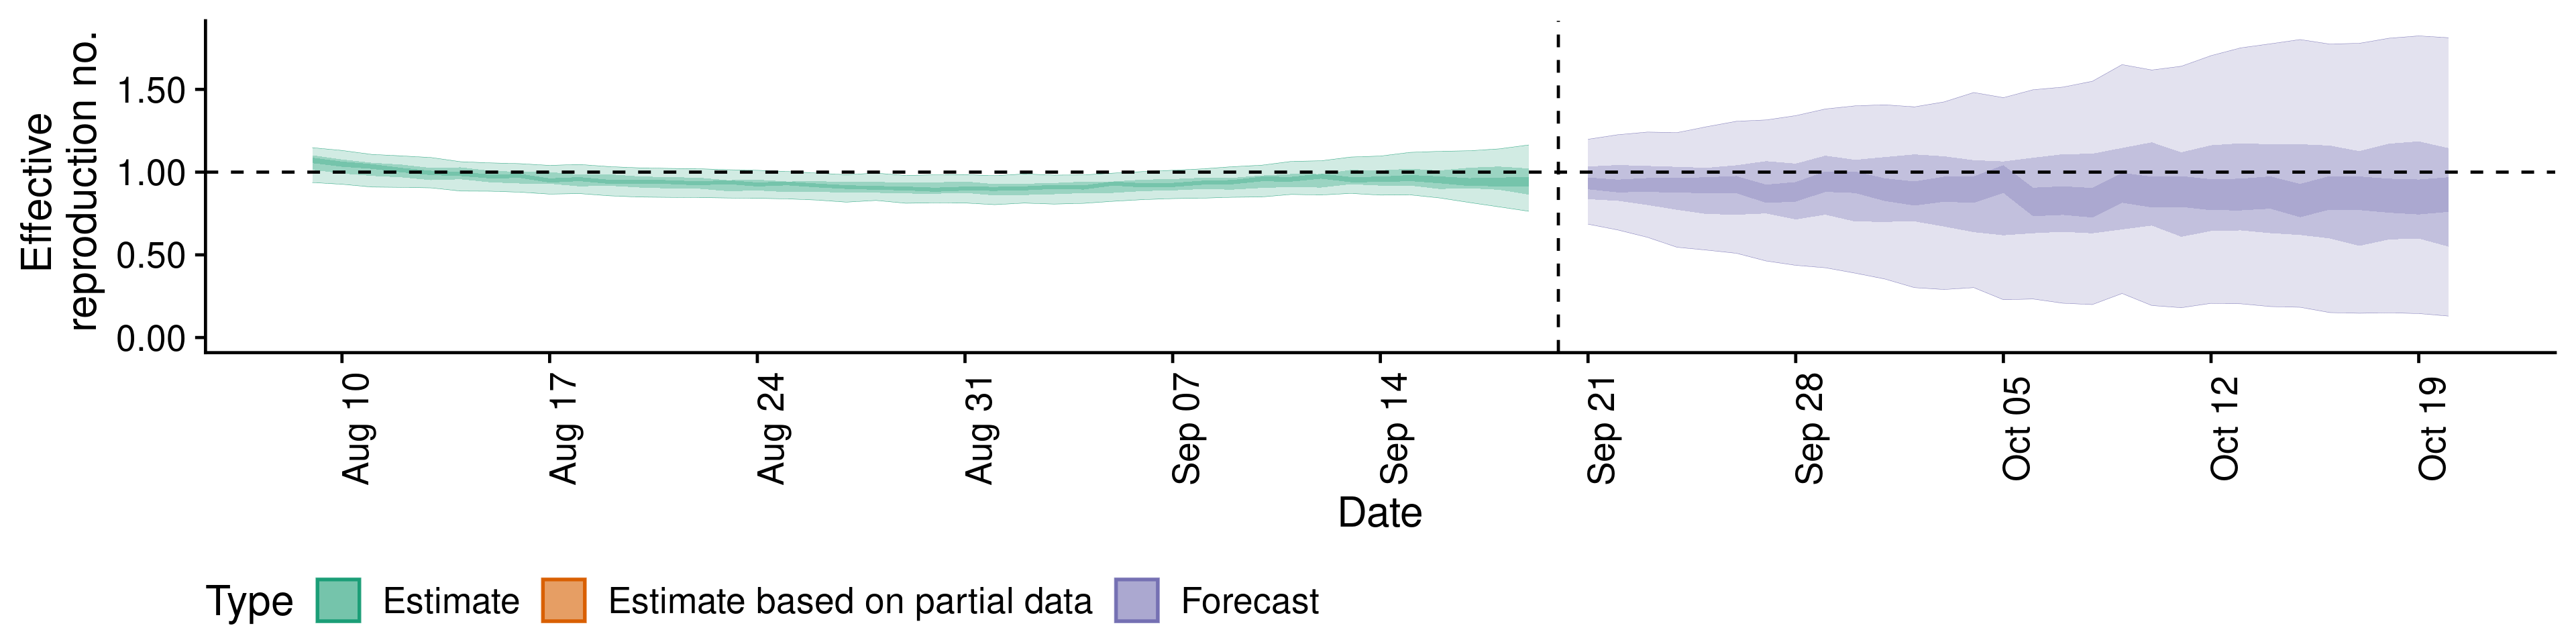 Effective
reproduction no.
1.50
1.00
0.50
0.00
Aug 10
Aug 17
Aug 24
Aug 31
Sep 07
Sep 14
Sep 21
Sep 28
Oct 05
Oct 12
Oct 19
Date
Type Estimate Estimate based on partial data Forecast